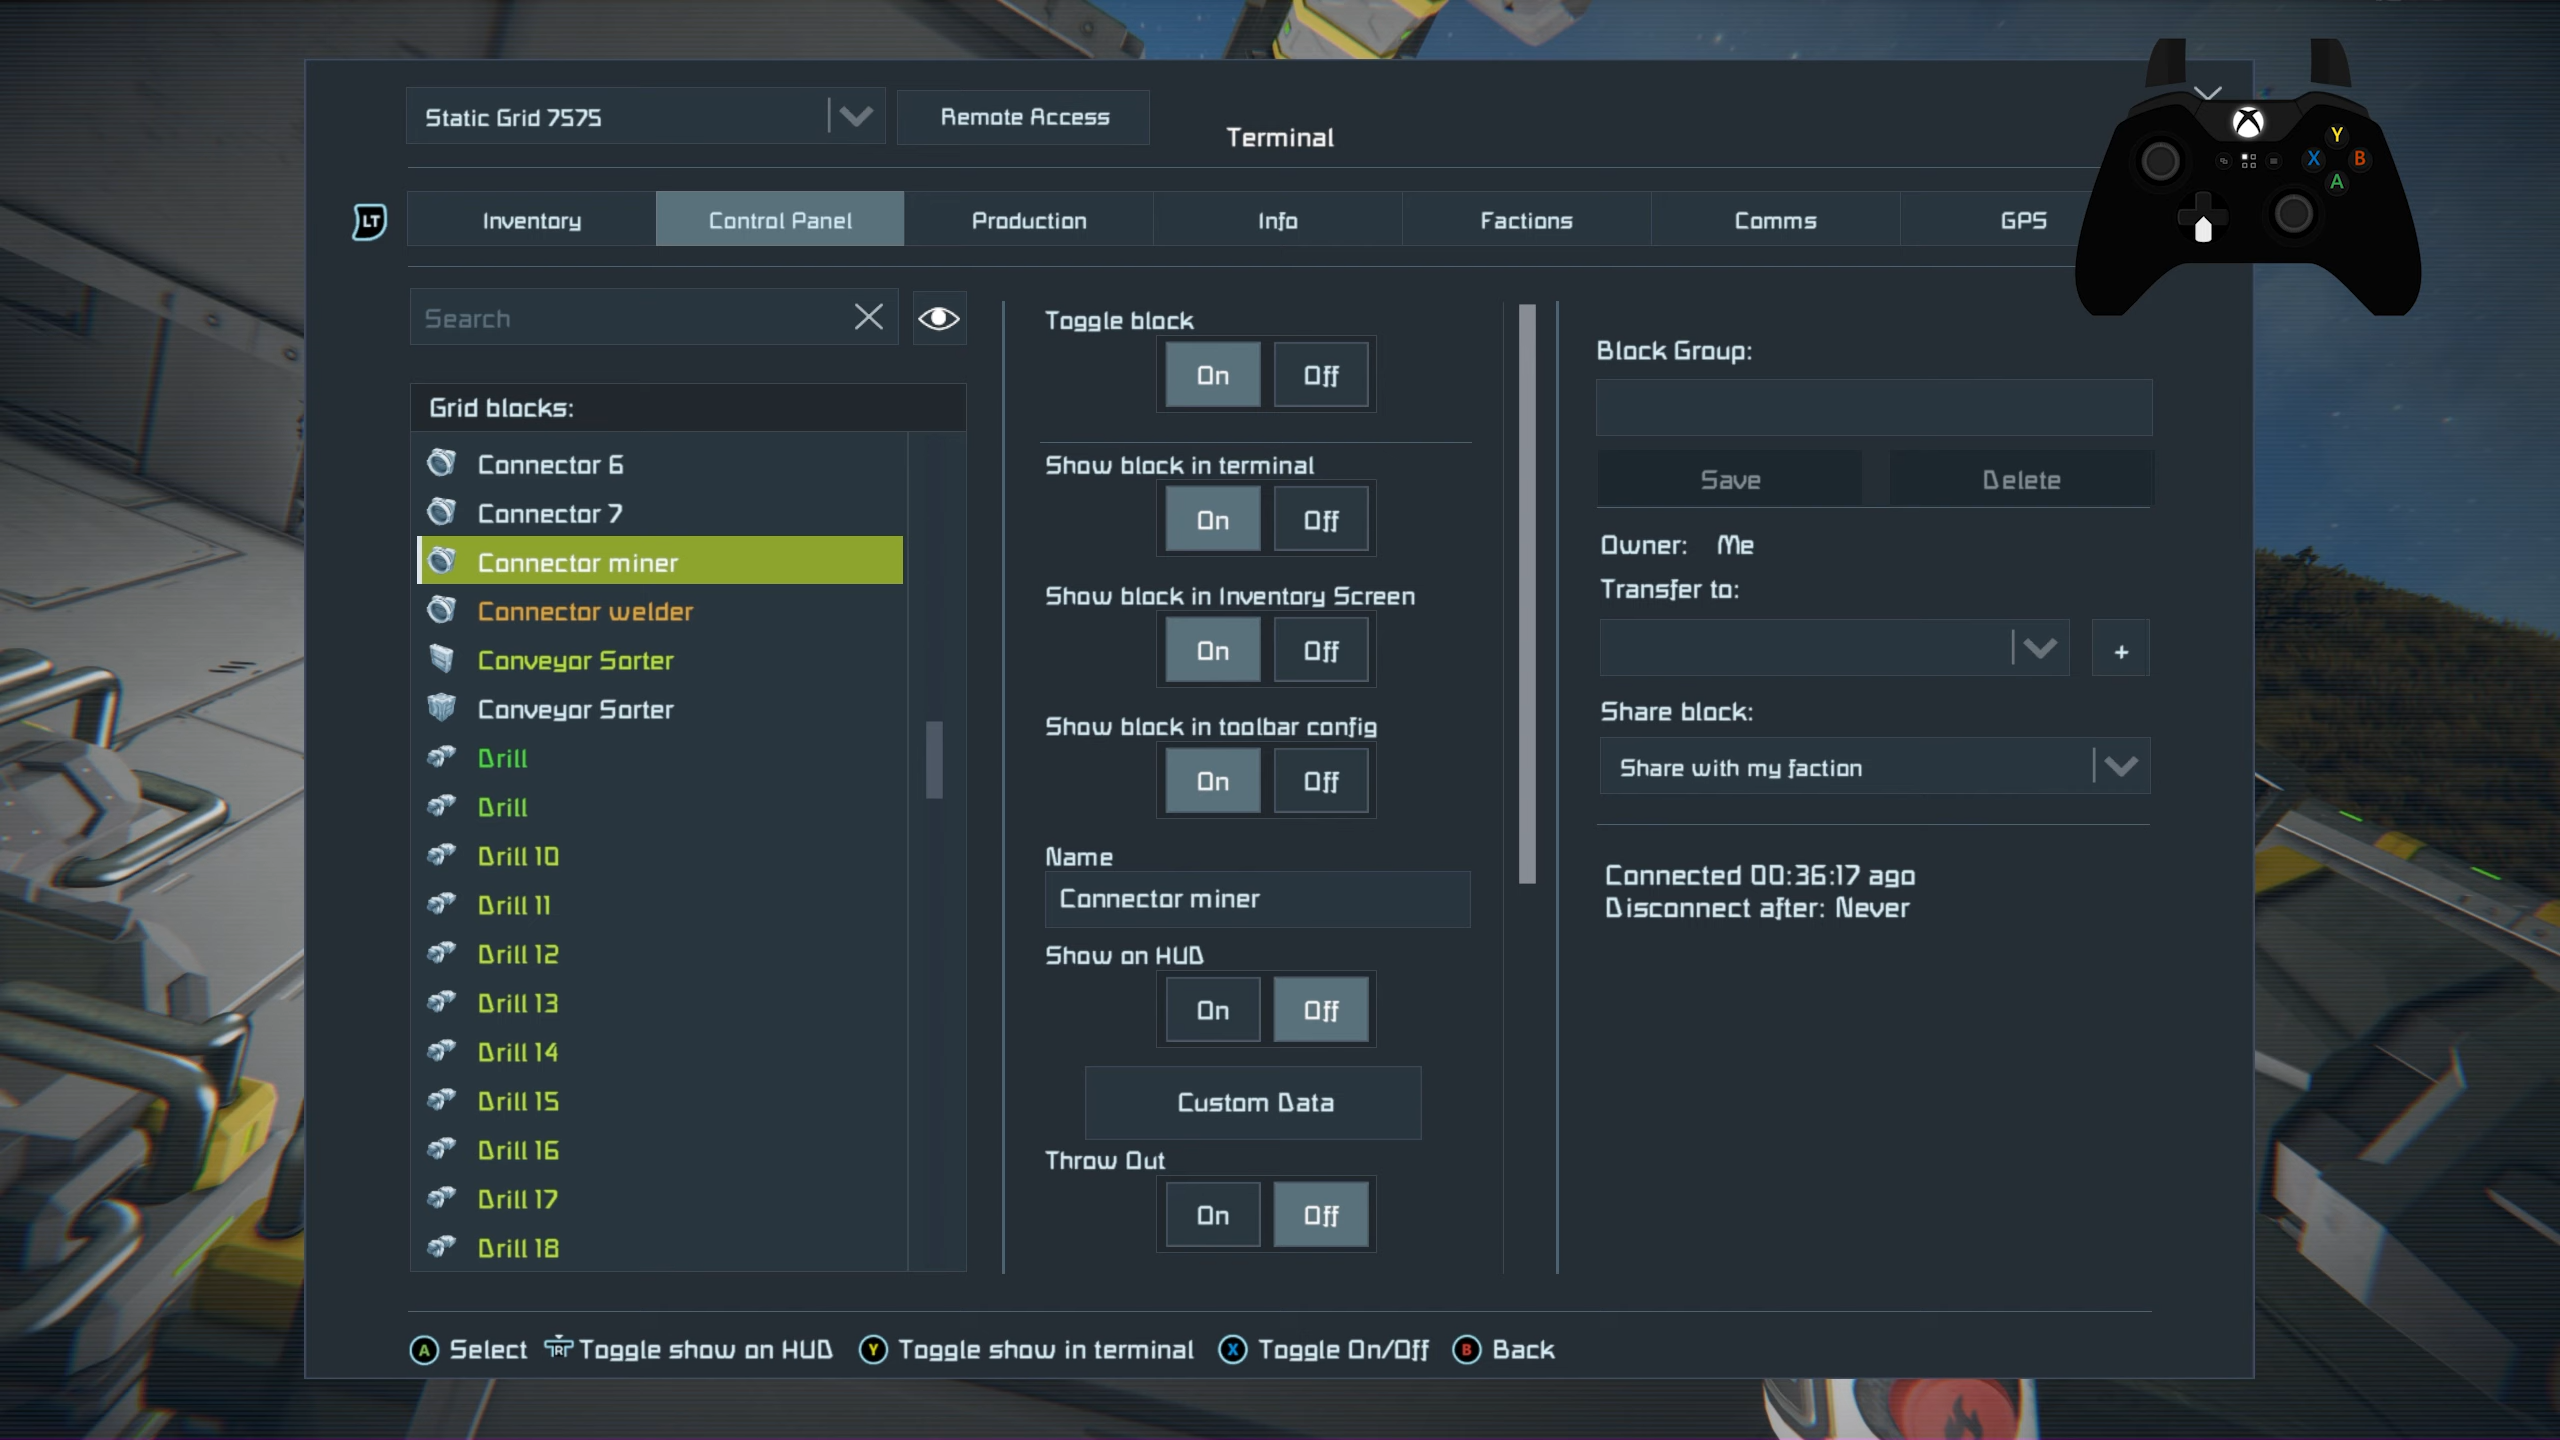 Static Grid 7575
Remote Access
Terminal
LT
Inventory
Control Panel
Production
Info
Factions
Comms
GPS
Y
X
B
A
Search
Grid blocks:
Connector 6
Connector 7
Connector miner
Connector welder
Conveyor Sorter
Conveyor Sorter
Drill
Drill
Drill 10
Drill 11
Drill 12
Drill 13
Drill 14
Drill 15
Drill 16
Drill 17
Drill 18
Toggle block
On Off
Show block in terminal
On Off
Show block in Inventory Screen
On Off
Show block in toolbar config
On Off
Name
Connector miner
Show on HUD
On Off
Custom Data
Throw Out
On Off
Block Group:
Save Delete
Owner: Me
Transfer to:
+
Share block:
Share with my faction
Connected 00:36:17 ago
Disconnect after: Never
A Select R Toggle show on HUD Y Toggle show in terminal X Toggle On/Off B Back